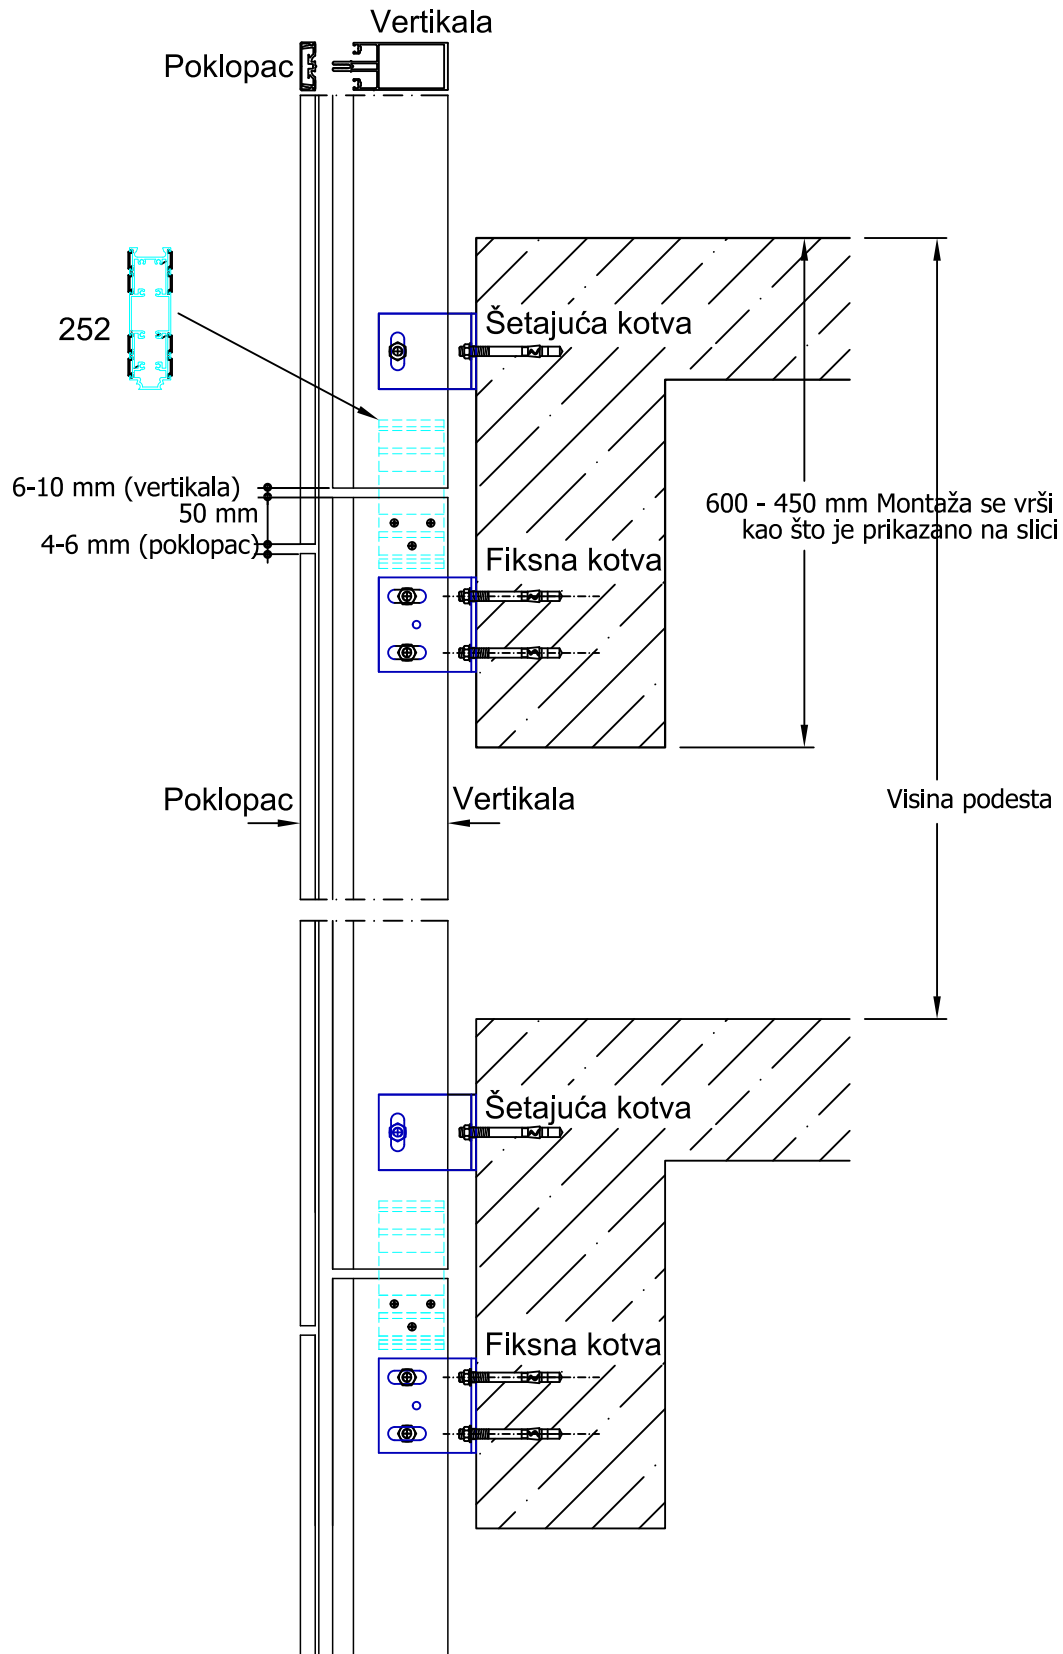 Vertikala
Poklopac
Šetajuća kotva
252
6-10 mm (vertikala)
50 mm
4-6 mm (poklopac)
600 - 450 mm Montaža se vrši
kao što je prikazano na slici
Fiksna kotva
Poklopac
Vertikala
Visina podesta
Šetajuća kotva
Fiksna kotva